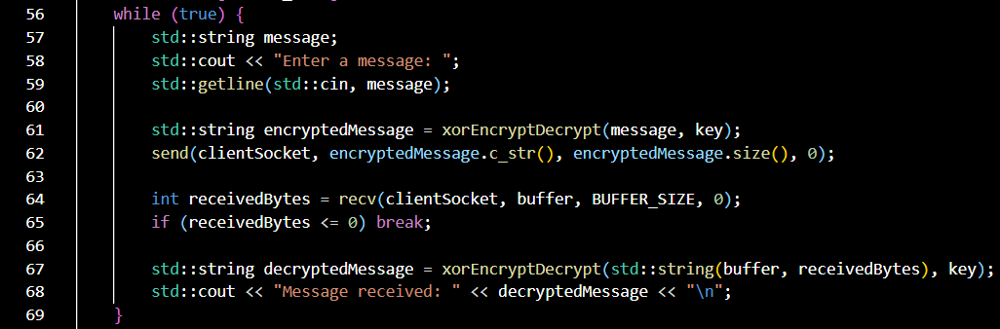 56 while (true) {
57 std::string message;
58 std::cout << "Enter a message: ";
59 std::getline(std::cin, message);
60
61 std::string encryptedMessage = xorEncryptDecrypt(message, key);
62 send(clientSocket, encryptedMessage.c_str(), encryptedMessage.size(), 0);
63
64 int receivedBytes = recv(clientSocket, buffer, BUFFER_SIZE, 0);
65 if (receivedBytes <= 0) break;
66
67 std::string decryptedMessage = xorEncryptDecrypt(std::string(buffer, receivedBytes), key);
68 std::cout << "Message received: " << decryptedMessage << "\n";
69 }